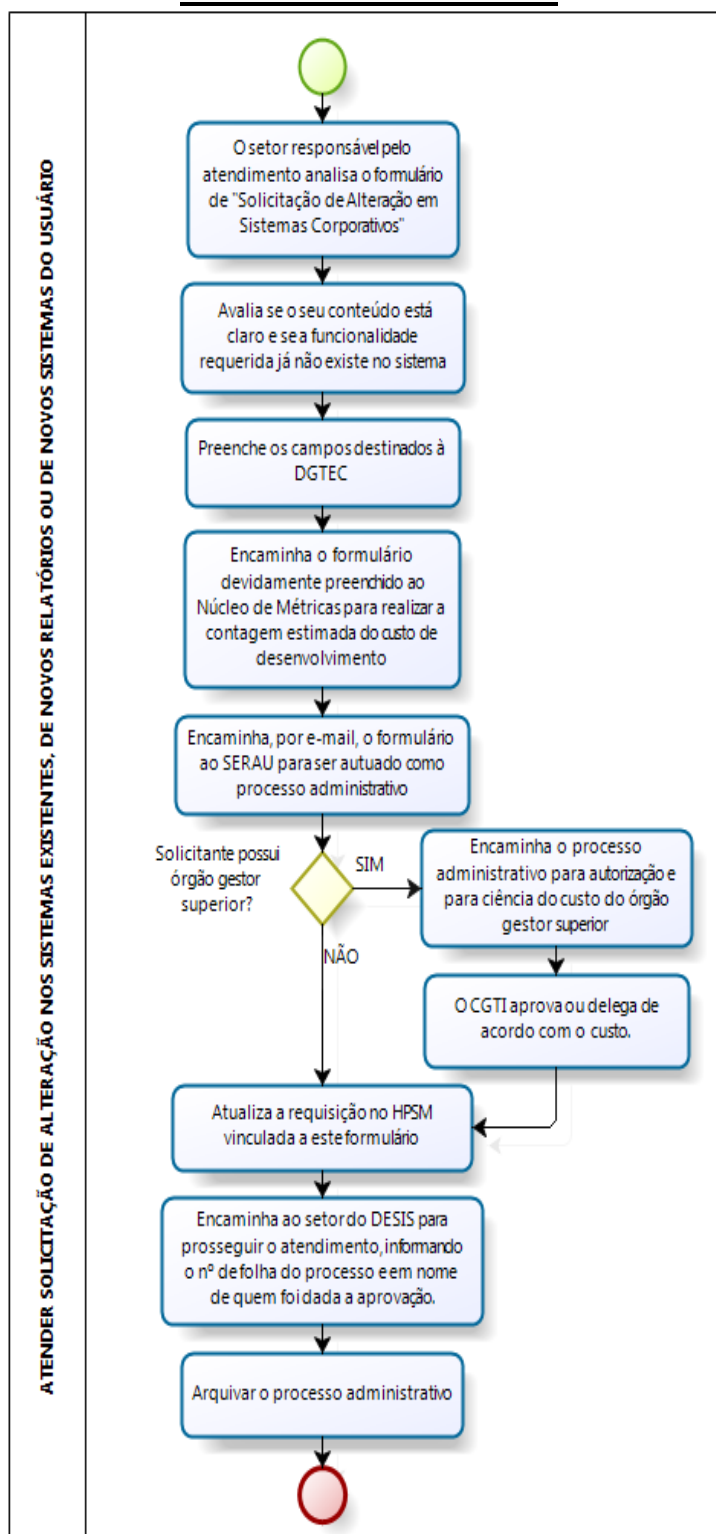 ATENDER SOLICITAÇÃO DE ALTERAÇÃO NOS SISTEMAS EXISTENTES, DE NOVOS RELATÓRIOS OU DE NOVOS SISTEMAS DO USUÁRIO
O setor responsável pelo
atendimento analisa o formulário
de "Solicitação de Alteração em
Sistemas Corporativos"
Avalia se o seu conteúdo está
claro e se a funcionalidade
requerida já não existe no sistema
Preenche os campos destinados à
DGTEC
Encaminha o formulário
devidamente preenchido ao
Núcleo de Métricas para realizar a
contagem estimada do custo de
desenvolvimento
Encaminha, por e-mail, o formulário
ao SERAU para ser autuado como
processo administrativo
Solicitante possui
órgão gestor
superior?
SIM
Encaminha o processo
administrativo para autorização e
para ciência do custo do órgão
gestor superior
NÃO
O CGTI aprova ou delega de
acordo com o custo.
Atualiza a requisição no HPSM
vinculada a este formulário
Encaminha ao setor do DESIS para
prosseguir o atendimento, informando
o nº de folha do processo e em nome
de quem foi dada a aprovação.
Arquivar o processo administrativo